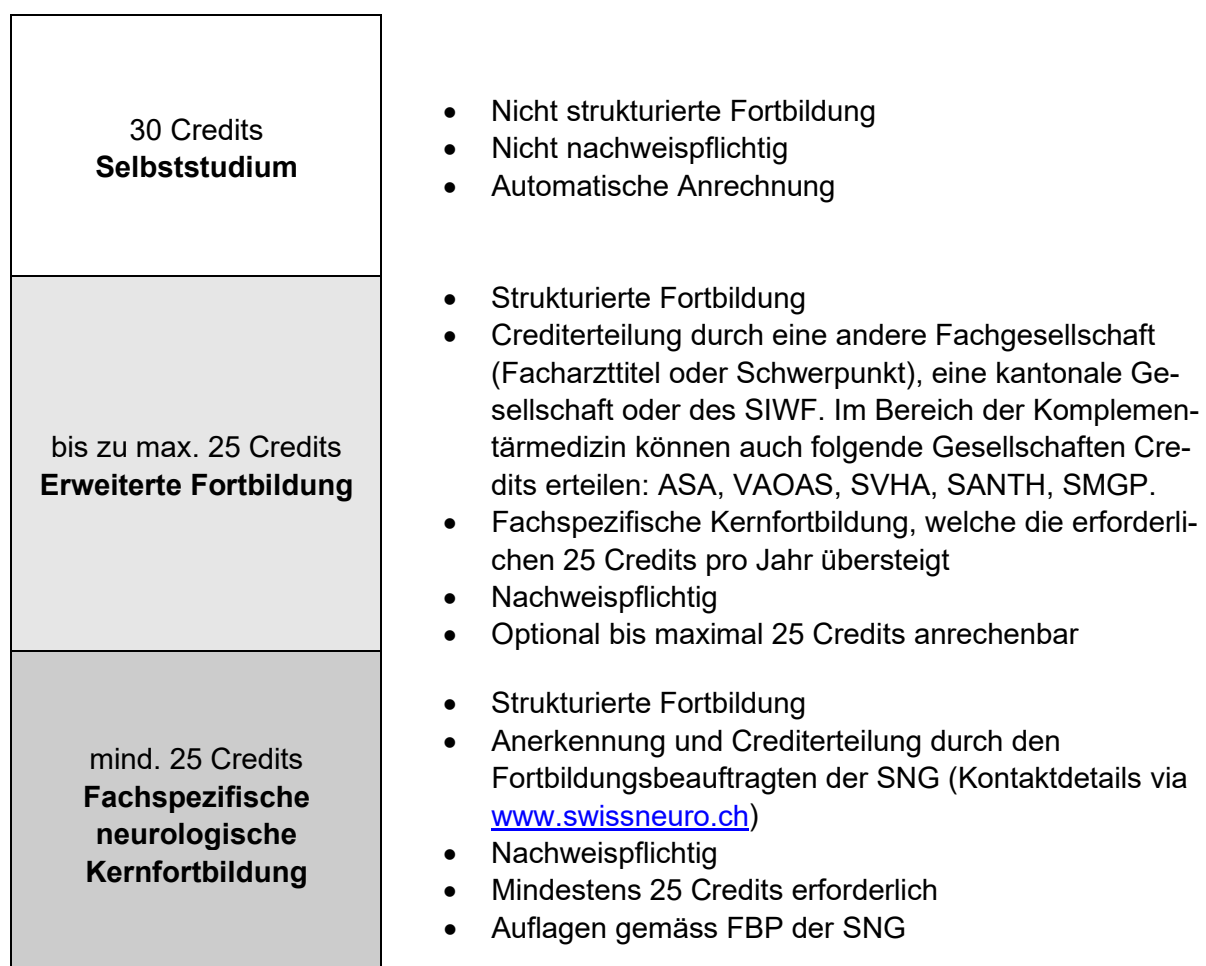 30 Credits
Selbststudium
• Nicht strukturierte Fortbildung
• Nicht nachweispflichtig
• Automatische Anrechnung
bis zu max. 25 Credits
Erweiterte Fortbildung
• Strukturierte Fortbildung
• Crediterteilung durch eine andere Fachgesellschaft
(Facharzttitel oder Schwerpunkt), eine kantonale Ge-
sellschaft oder des SIWF. Im Bereich der Komplemen-
tärmedizin können auch folgende Gesellschaften Cre-
dits erteilen: ASA, VAOAS, SVHA, SANTH, SMGP.
• Fachspezifische Kernfortbildung, welche die erforderli-
chen 25 Credits pro Jahr übersteigt
• Nachweispflichtig
• Optional bis maximal 25 Credits anrechenbar
mind. 25 Credits
Fachspezifische
neurologische
Kernfortbildung
• Strukturierte Fortbildung
• Anerkennung und Crediterteilung durch den
Fortbildungsbeauftragten der SNG (Kontaktdetails via
www.swissneuro.ch)
• Nachweispflichtig
• Mindestens 25 Credits erforderlich
• Auflagen gemäss FBP der SNG